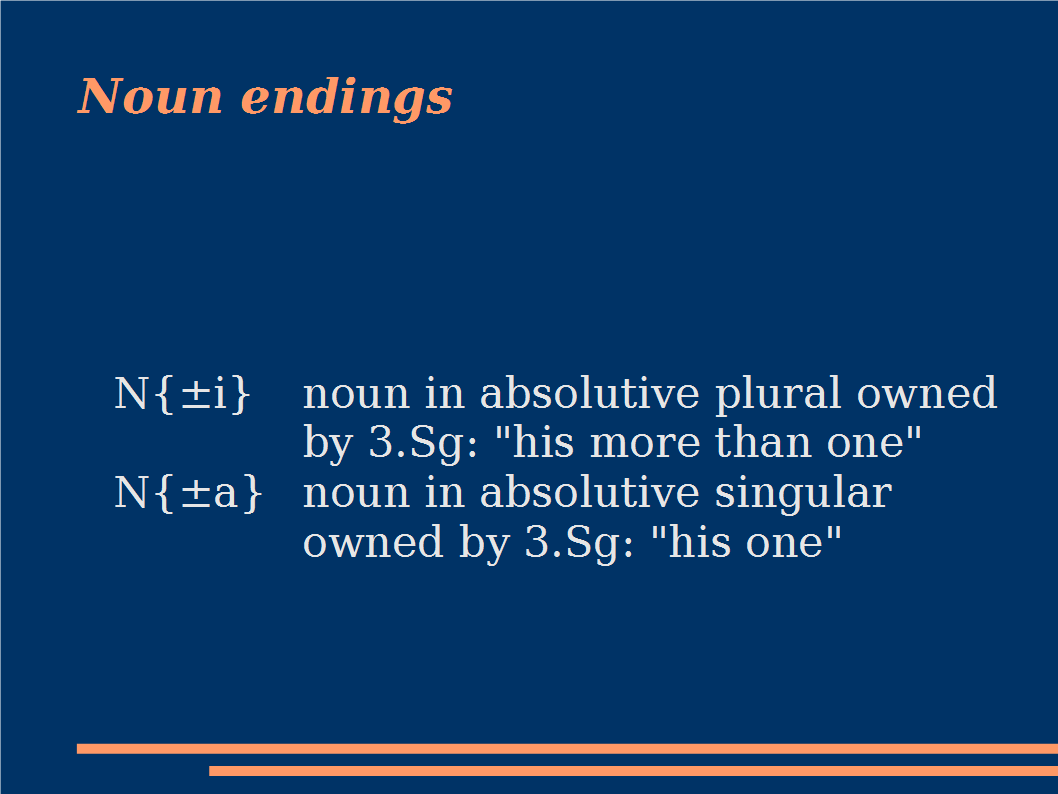 Noun endings
N{±i} noun in absolutive plural owned
by 3.Sg: "his more than one"
N{±a} noun in absolutive singular
owned by 3.Sg: "his one"